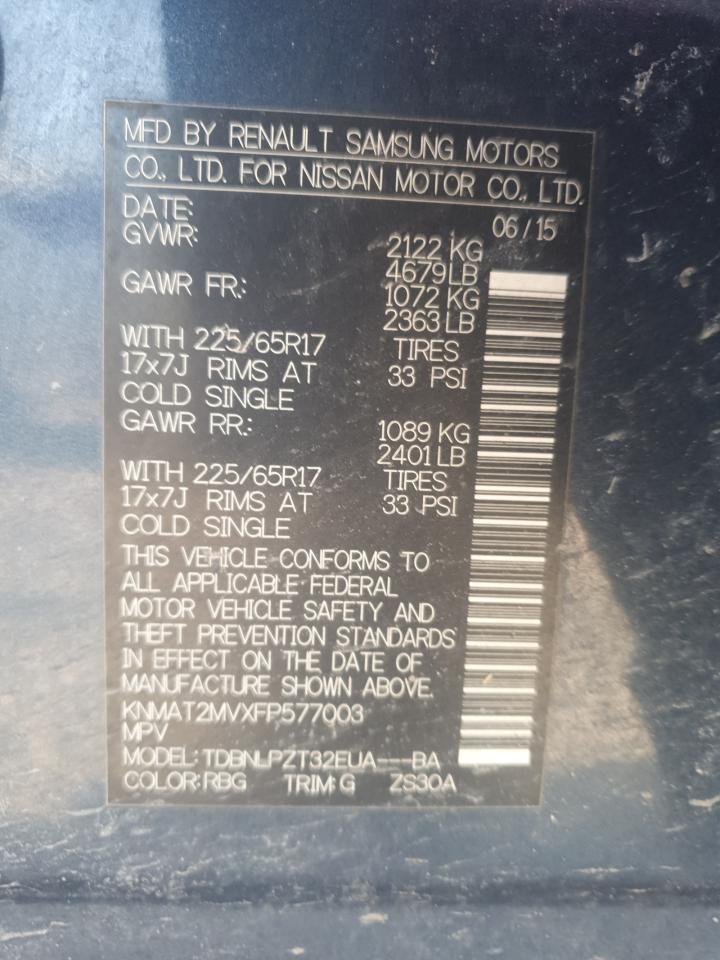 MFD BY RENAULT SAMSUNG MOTORS
CO., LTD. FOR NISSAN MOTOR CO., LTD.
DATE: 06/15
GVWR: 2122 KG
4679 LB
GAWR FR.: 1072 KG
2363 LB
WITH 225/65R17 TIRES
17x7J RIMS AT 33 PSI
COLD SINGLE
GAWR RR.: 1089 KG
2401 LB
WITH 225/65R17 TIRES
17x7J RIMS AT 33 PSI
COLD SINGLE
THIS VEHICLE CONFORMS TO
ALL APPLICABLE FEDERAL
MOTOR VEHICLE SAFETY AND
THEFT PREVENTION STANDARDS
IN EFFECT ON THE DATE OF
MANUFACTURE SHOWN ABOVE.
KNMAT2MVXFP577003
MPV
MODEL: TDBNLPZT32EUA---BA
COLOR: RBG TRIM: G ZS30A